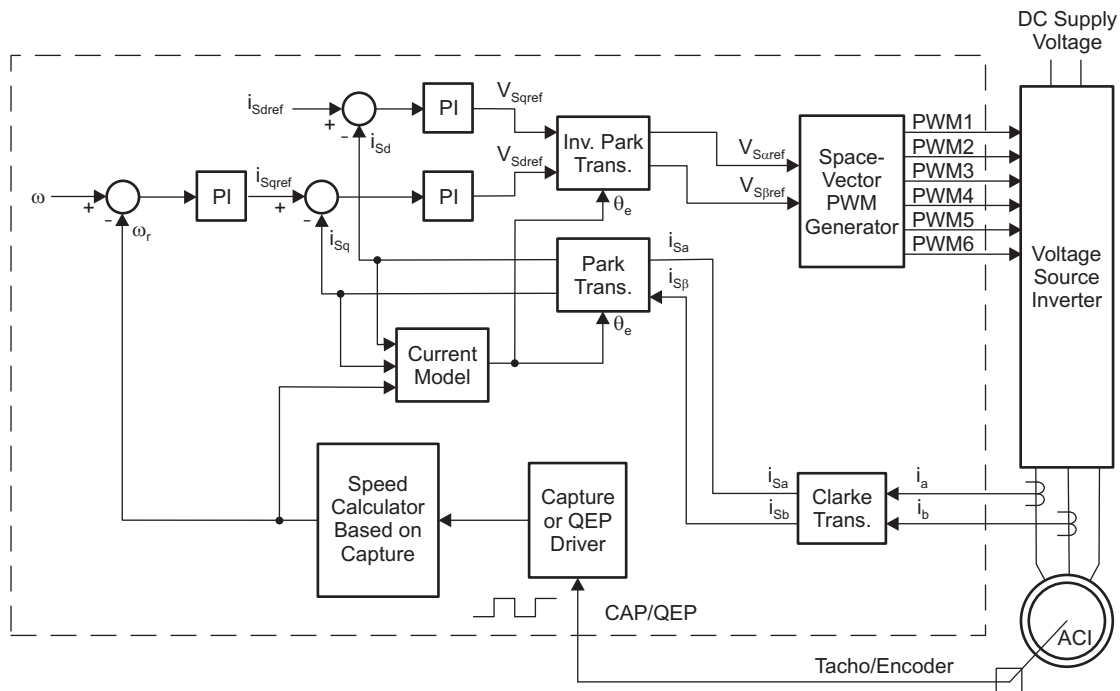 DC Supply
Voltage
i_Sdref
+
-
i_Sd
PI
V_Sqref
V_Sdref
Inv. Park
Trans.
θ_e
V_Sαref
V_Sβref
Space-
Vector
PWM
Generator
PWM1
PWM2
PWM3
PWM4
PWM5
PWM6
Voltage
Source
Inverter
ω
+
-
ω_r
PI
i_Sqref
+
-
i_Sq
PI
Park
Trans.
i_Sa
i_Sβ
θ_e
Current
Model
Speed
Calculator
Based on
Capture
Capture
or QEP
Driver
i_Sa
i_Sb
Clarke
Trans.
i_a
i_b
CAP/QEP
ACI
Tacho/Encoder